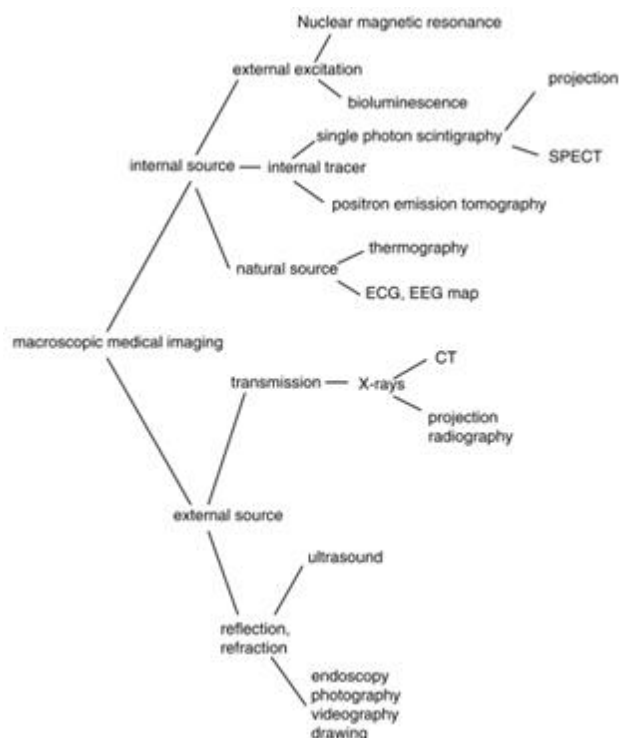 Nuclear magnetic resonance
external excitation
projection
bioluminescence
single photon scintigraphy
SPECT
internal source
internal tracer
positron emission tomography
thermography
natural source
ECG, EEG map
macroscopic medical imaging
CT
transmission
X-rays
projection
radiography
external source
ultrasound
reflection,
refraction
endoscopy
photography
videography
drawing